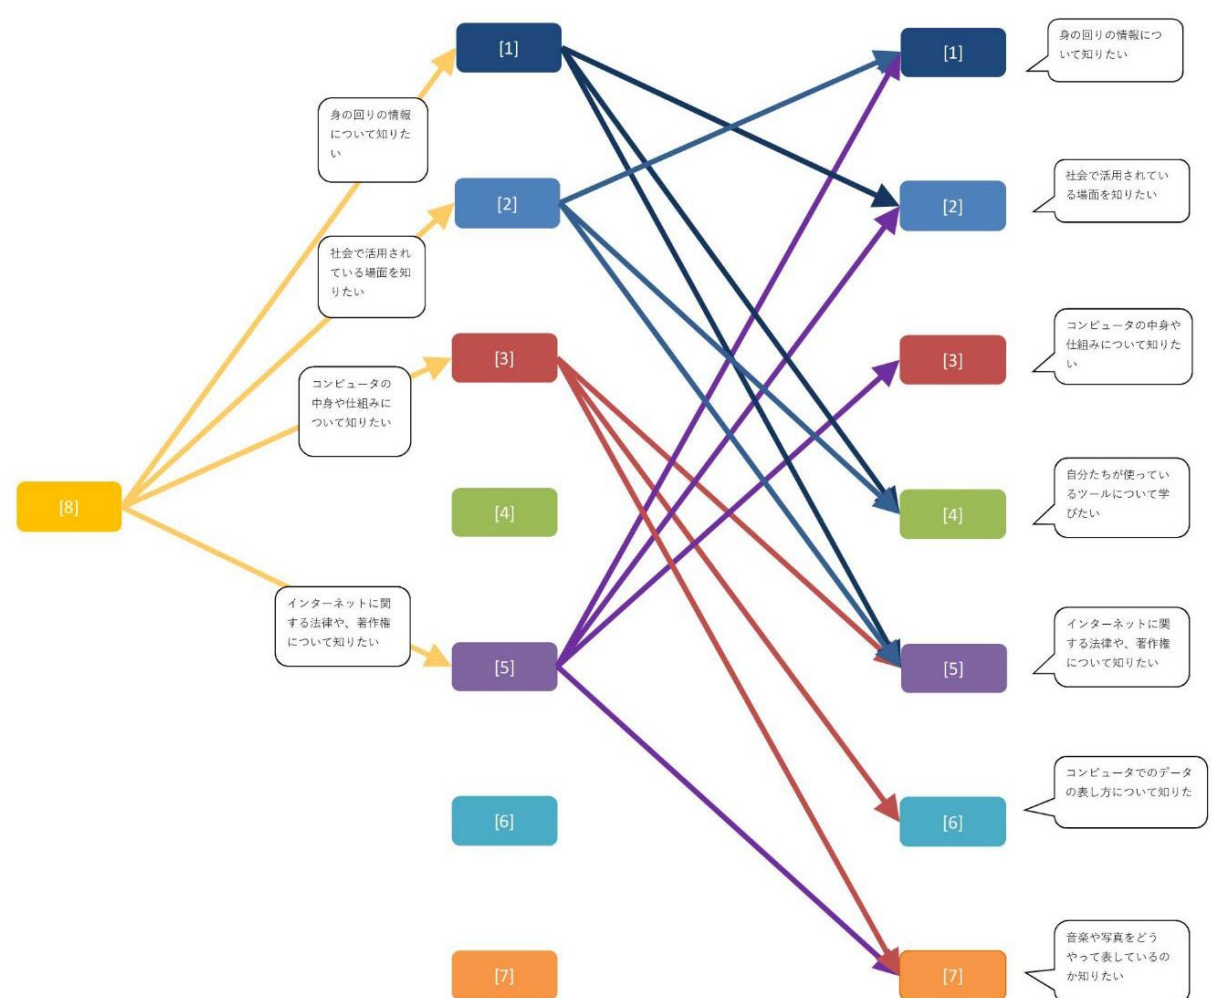 [1]
[1]
身の回りの情報につ
いて知りたい
身の回りの情報
について知りた
い
[2]
[2]
社会で活用されてい
る場面を知りたい
社会で活用され
ている場面を知
りたい
[3]
[3]
コンピュータの中身や
仕組みについて知りた
い
コンピュータの
中身や仕組みに
ついて知りたい
[8]
[4]
[4]
自分たちが使ってい
るツールについて学
びたい
インターネットに関
する法律や、著作権
について知りたい
[5]
[5]
インターネットに関
する法律や、著作権
について知りたい
[6]
[6]
コンピュータでのデータ
の表し方について知りた
[7]
[7]
音楽や写真をどう
やって表しているの
か知りたい